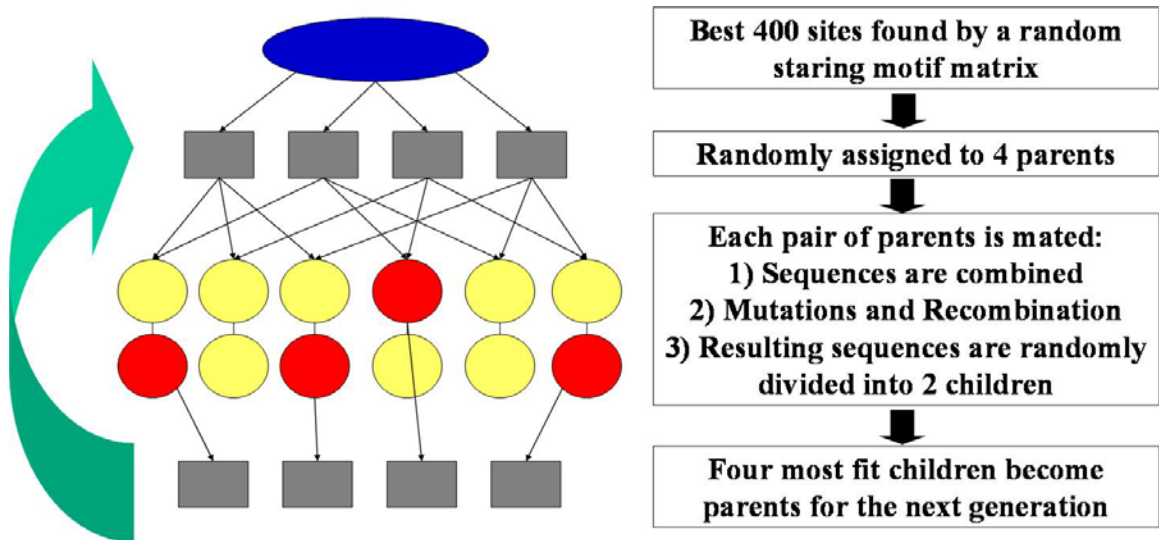 Best 400 sites found by a random
staring motif matrix
Randomly assigned to 4 parents
Each pair of parents is mated:
1) Sequences are combined
2) Mutations and Recombination
3) Resulting sequences are randomly
divided into 2 children
Four most fit children become
parents for the next generation